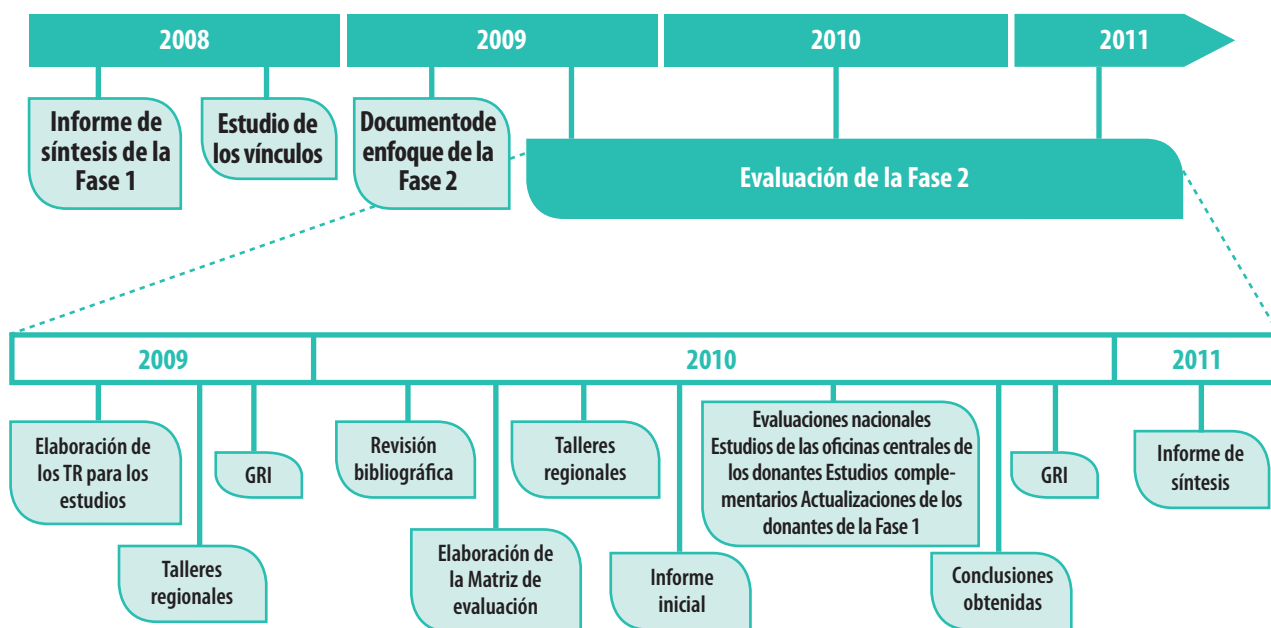 2008
2009
2010
2011
Informe de
síntesis de la
Fase 1
Estudio de
los vínculos
Documentode
enfoque de la
Fase 2
Evaluación de la Fase 2
2009
2010
2011
Elaboración de
los TR para los
estudios
Talleres
regionales
GRI
Revisión
bibliográfica
Elaboración de
la Matriz de
evaluación
Talleres
regionales
Informe
inicial
Evaluaciones nacionales
Estudios de las oficinas centrales de
los donantes Estudios comple-
mentarios Actualizaciones de los
donantes de la Fase 1
Conclusiones
obtenidas
GRI
Informe de
síntesis